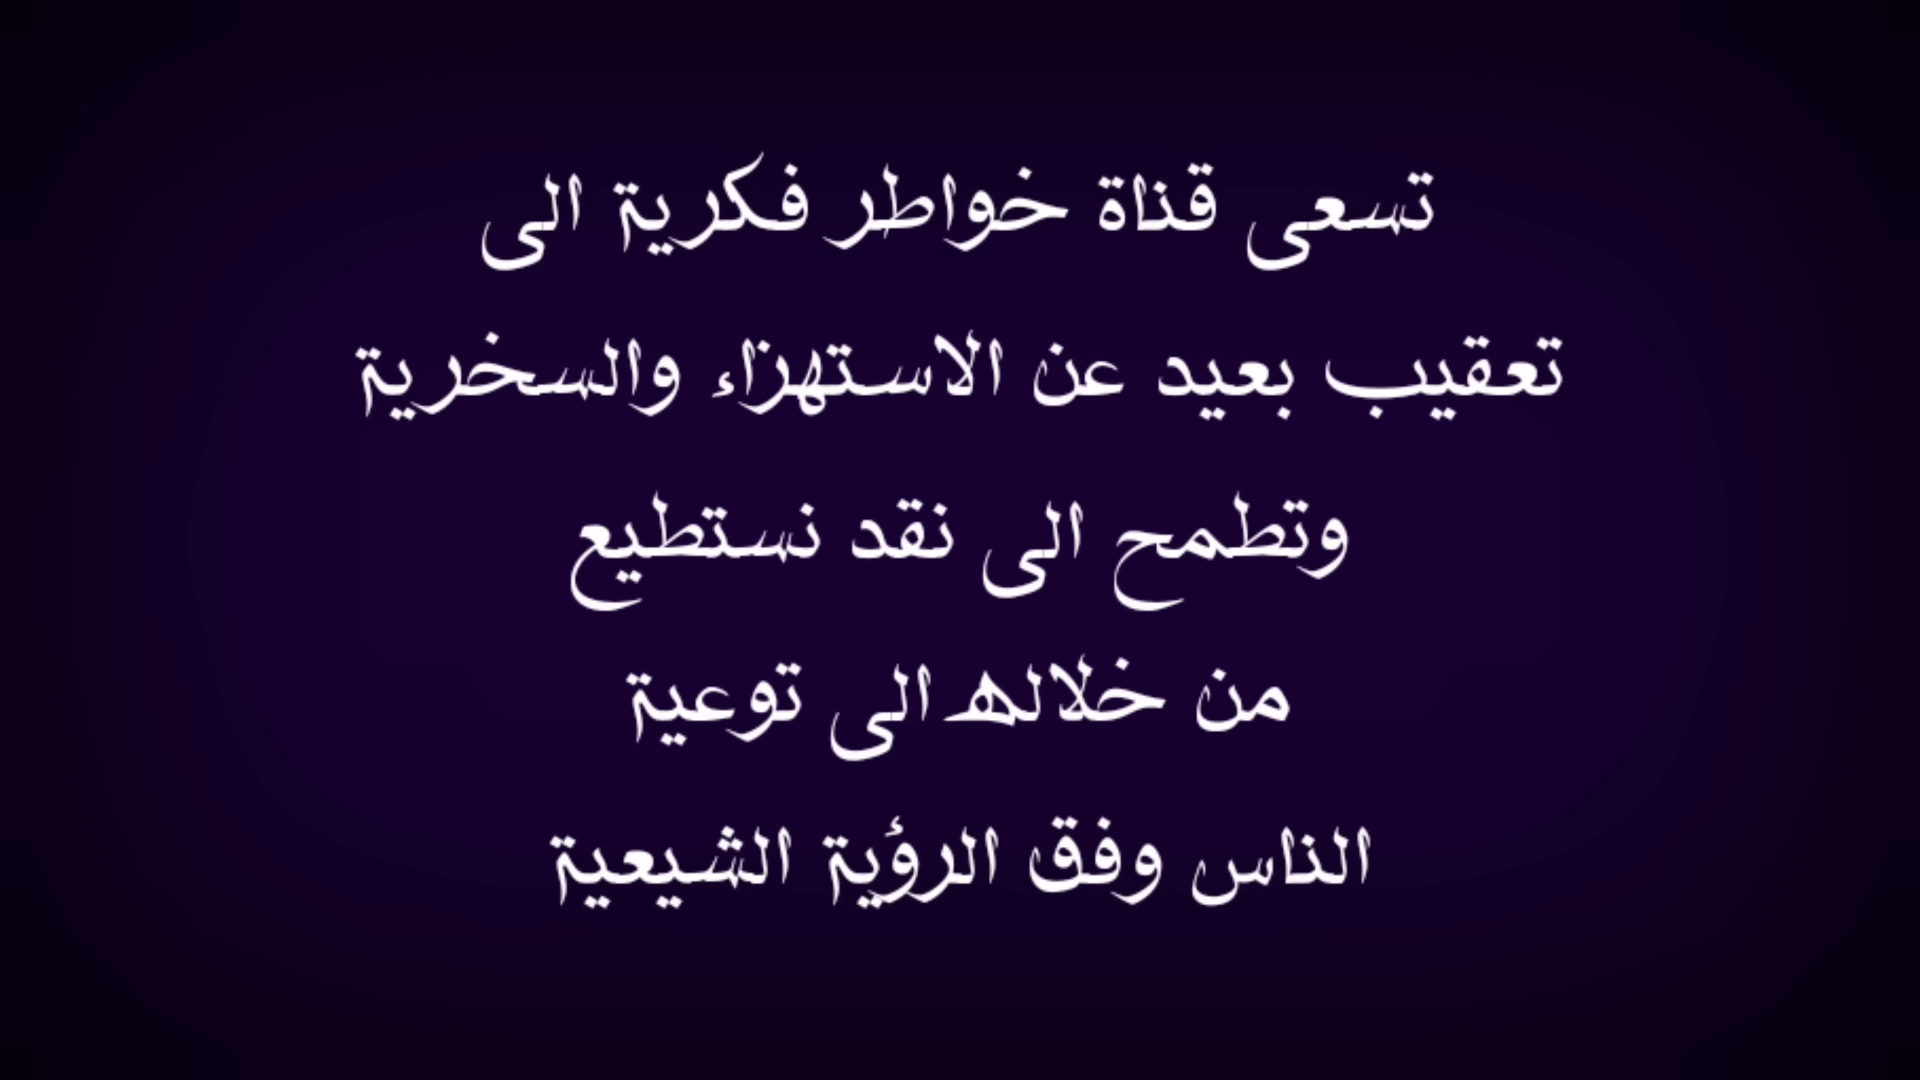 تسعى قناة خواطر فكرية الى
تعقيب بعيد عن الاستهزاء والسخرية
وتطمح الى نقد نستطيع
من خلاله الى توعية
الناس وفق الرؤية الشيعية